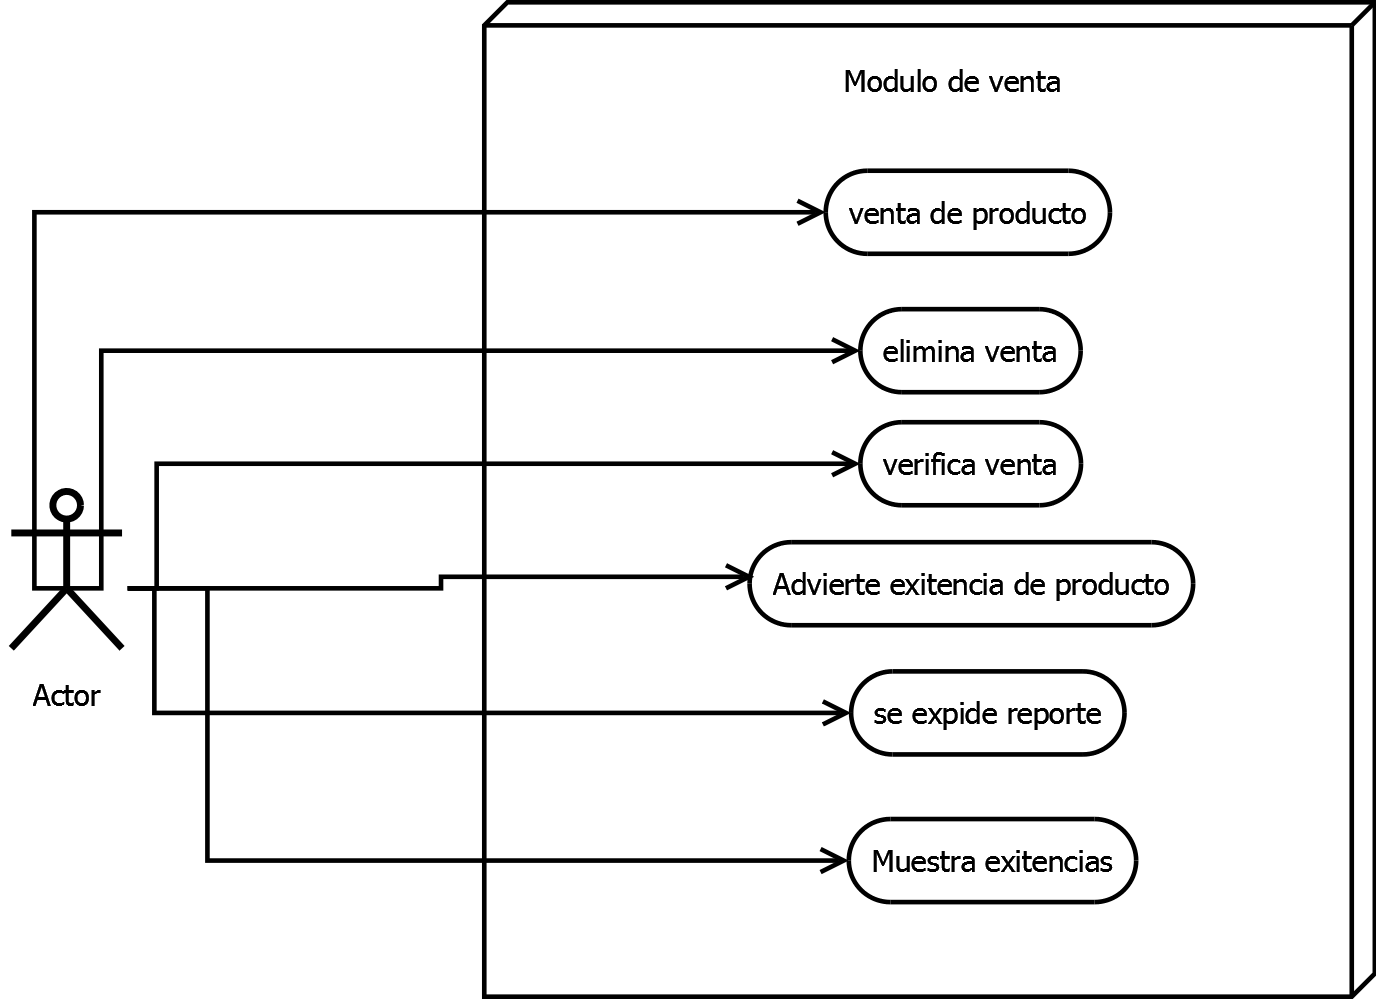 Modulo de venta
venta de producto
elimina venta
verifica venta
Advierte exitencia de producto
se expide reporte
Actor
Muestra exitencias